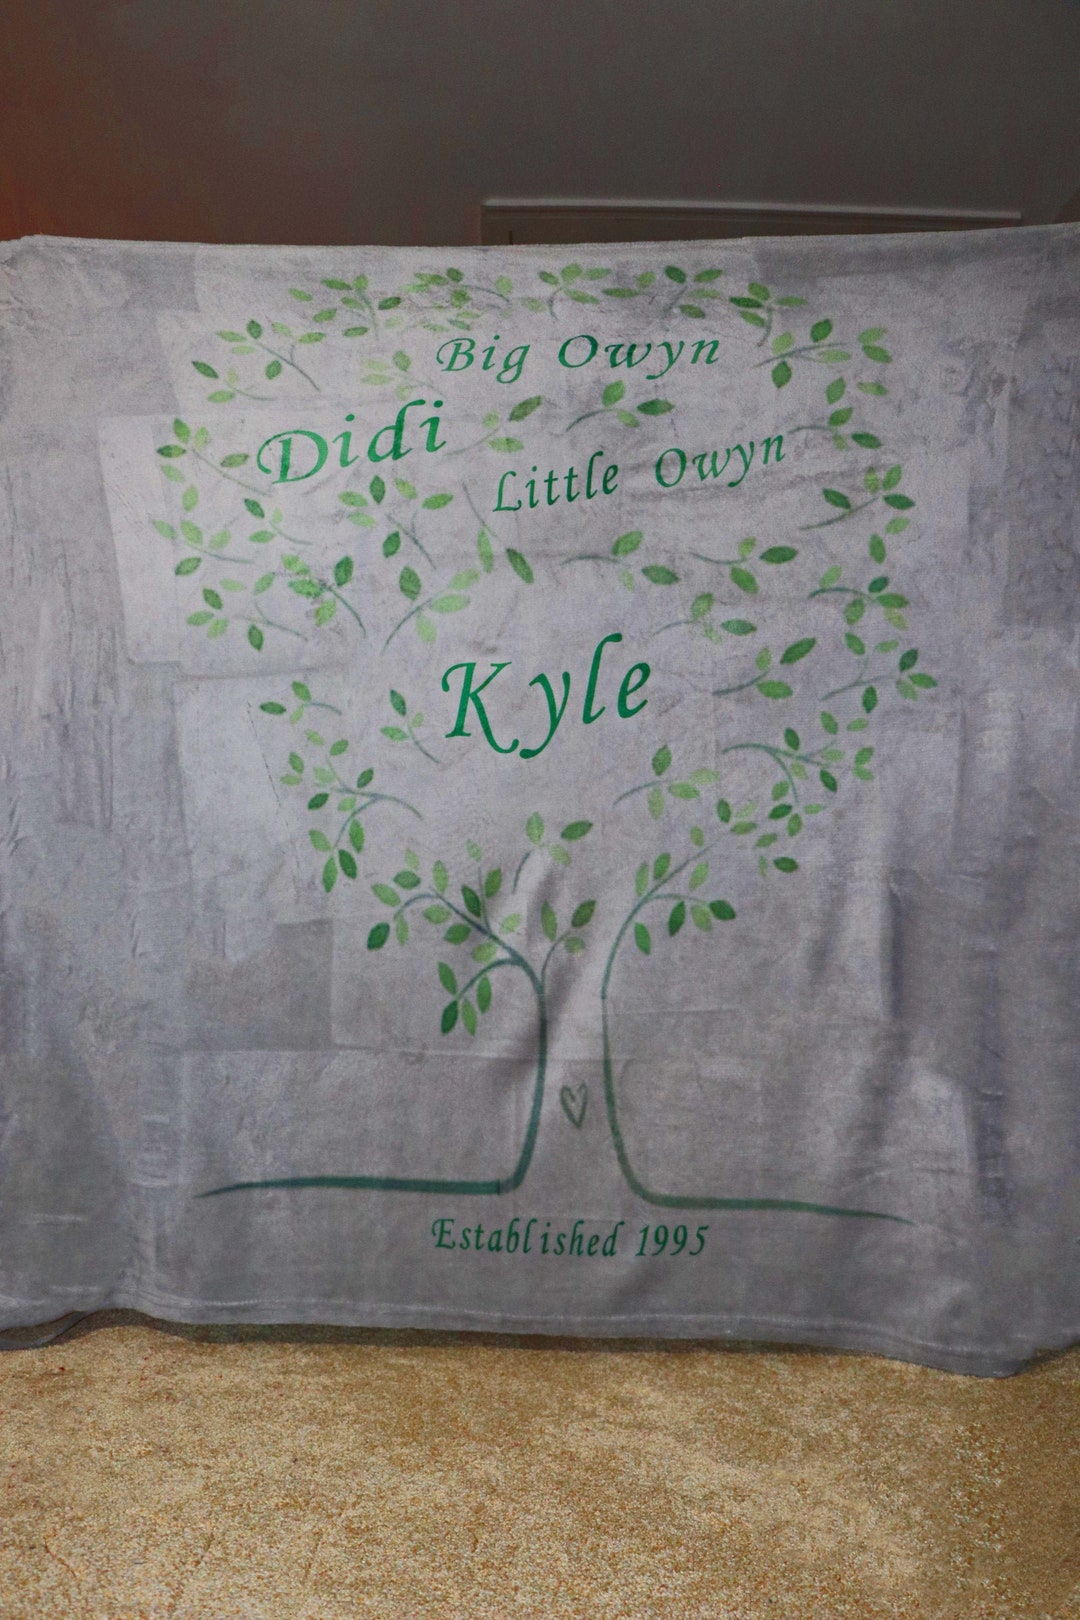 Big Owyn
Didi
Little Owyn
Kyle
Established 1995